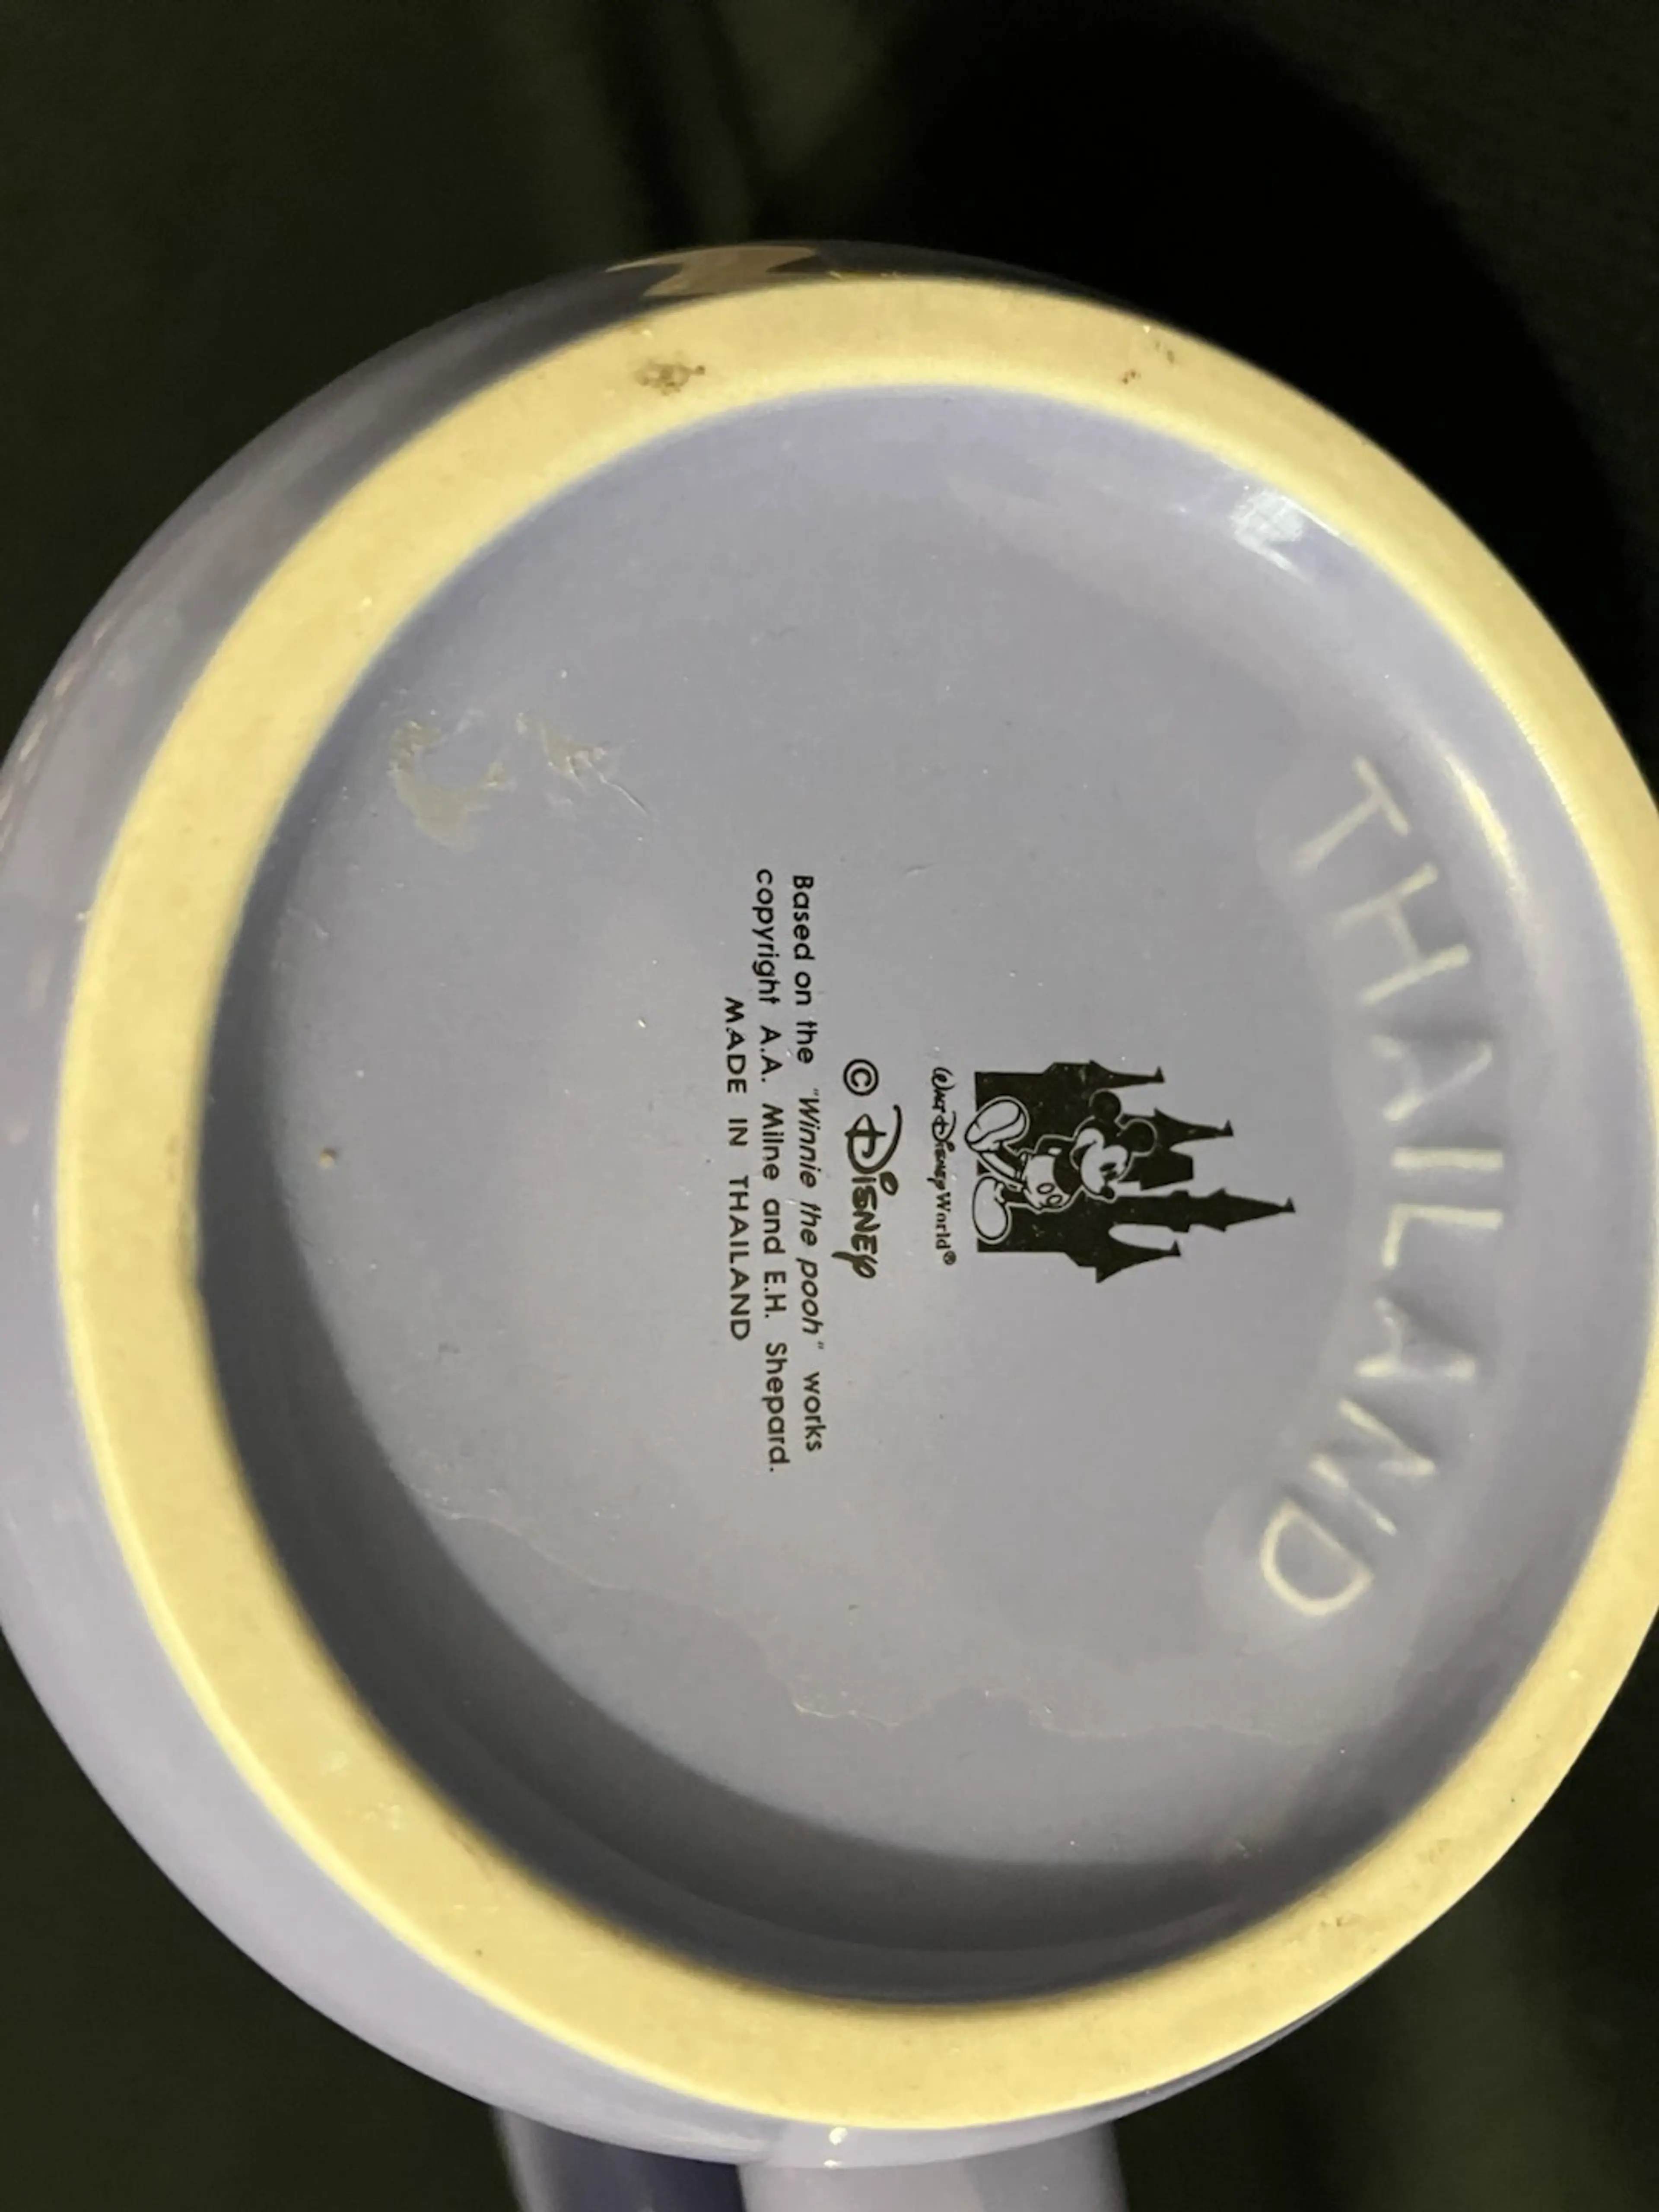 THAILAND
Walt Disney World®
© Disney
Based on the "Winnie the pooh" works
copyright A.A. Milne and E.H. Shepard.
MADE IN THAILAND